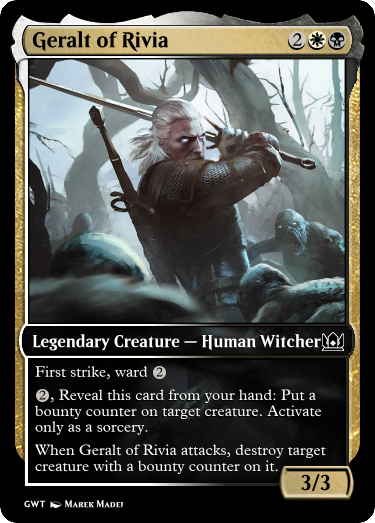 Geralt of Rivia 2
Legendary Creature — Human Witcher
First strike, ward 2
2, Reveal this card from your hand: Put a
bounty counter on target creature. Activate
only as a sorcery.
When Geralt of Rivia attacks, destroy target
creature with a bounty counter on it.
3/3
GWT Marek Madej